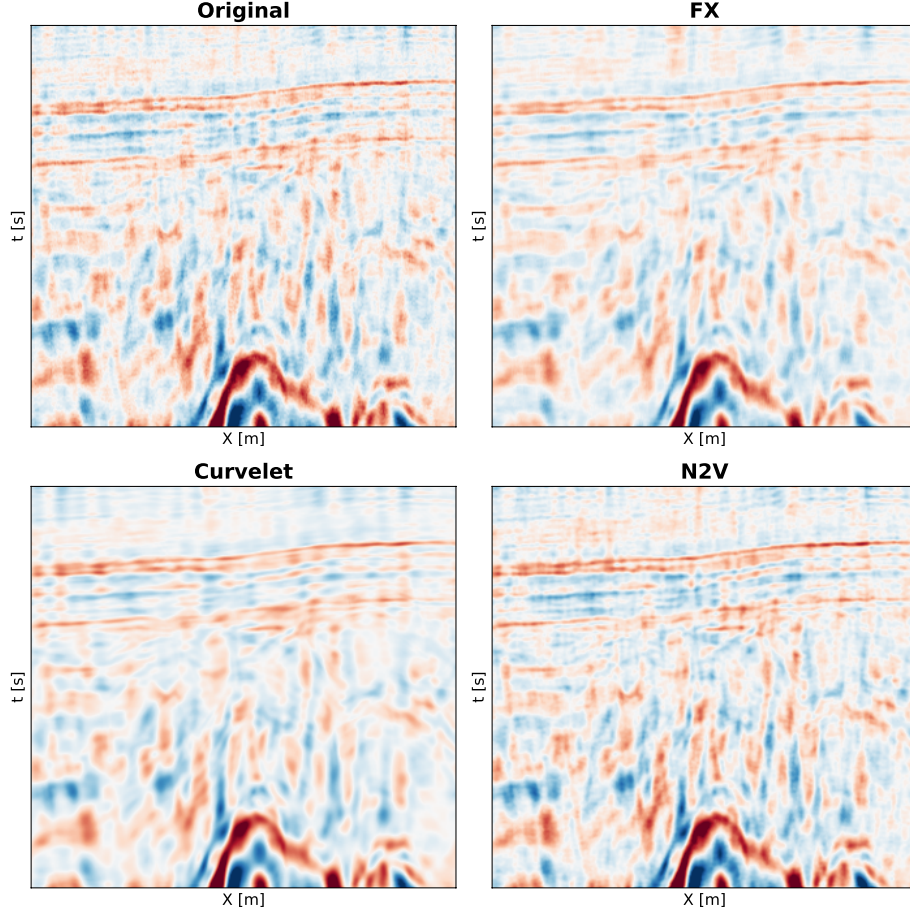 Original
FX
t [s]
t [s]
X [m]
X [m]
Curvelet
N2V
t [s]
t [s]
X [m]
X [m]